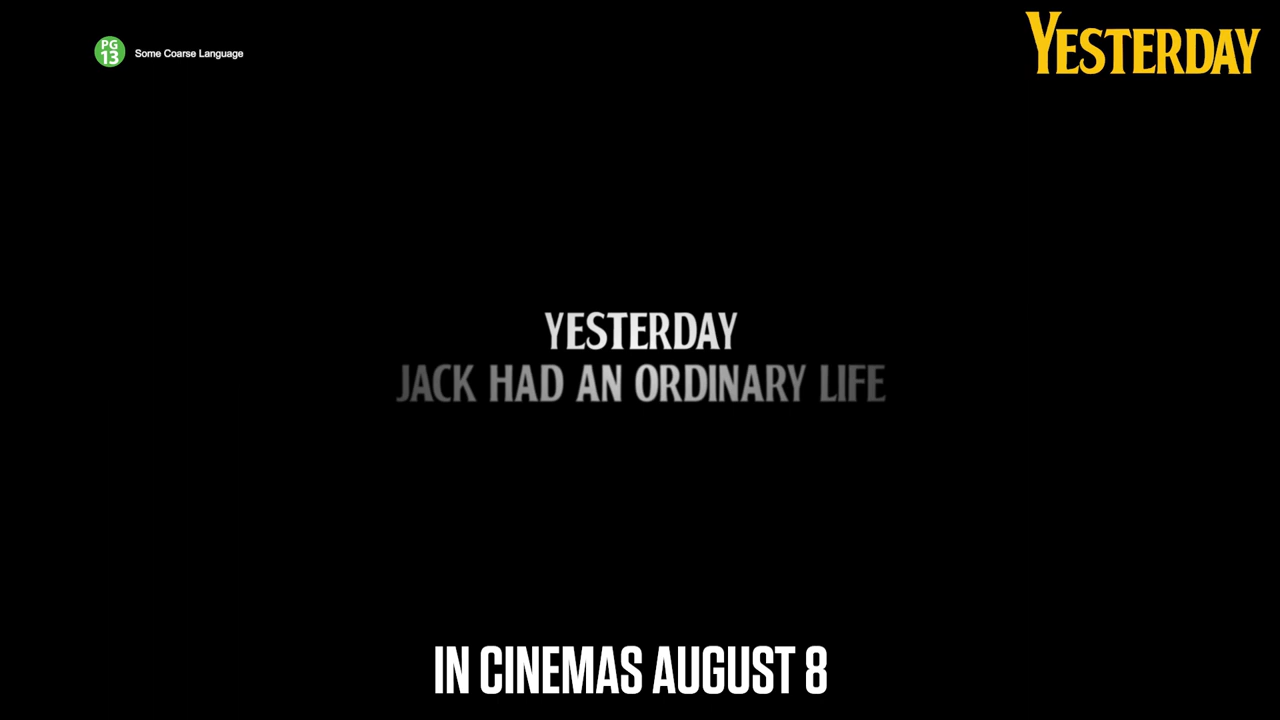 PG
13
Some Coarse Language
YESTERDAY
YESTERDAY
JACK HAD AN ORDINARY LIFE
IN CINEMAS AUGUST 8